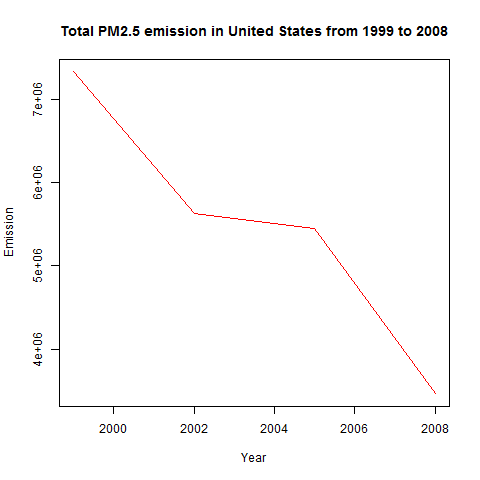 Total PM2.5 emission in United States from 1999 to 2008
7e+06
6e+06
5e+06
4e+06
Emission
2000 2002 2004 2006 2008
Year